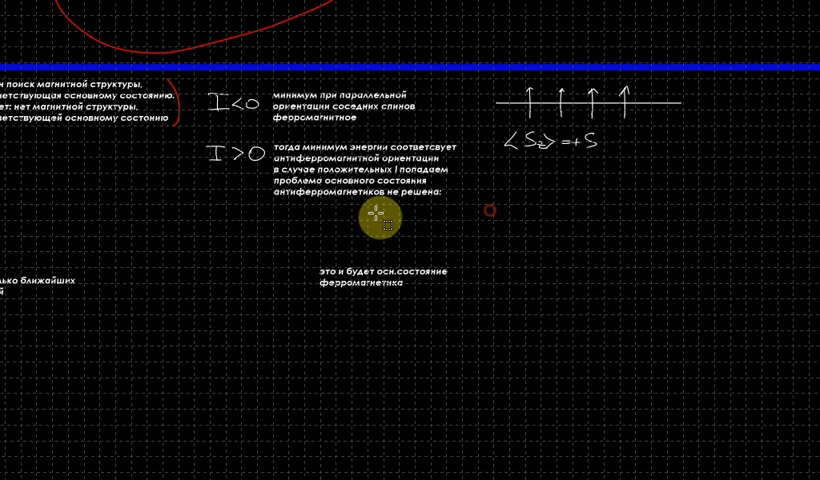 н поиск магнитной структуры,
ветствующая основному состоянию.
ет: нет магнитной структуры,
ветствующей основному состонию
I<0
минимум при параллельной
ориентации соседних спинов
ферромагнитное
I>0
тогда минимум энергии соответсвует
антиферромагнитной ориентации
в случае положительных I попадаем
проблема основного состояния
антиферромагнетиков не решена:
<Sz>=+S
это и будет осн.состояние
ферромагнетика
лько ближайших
й